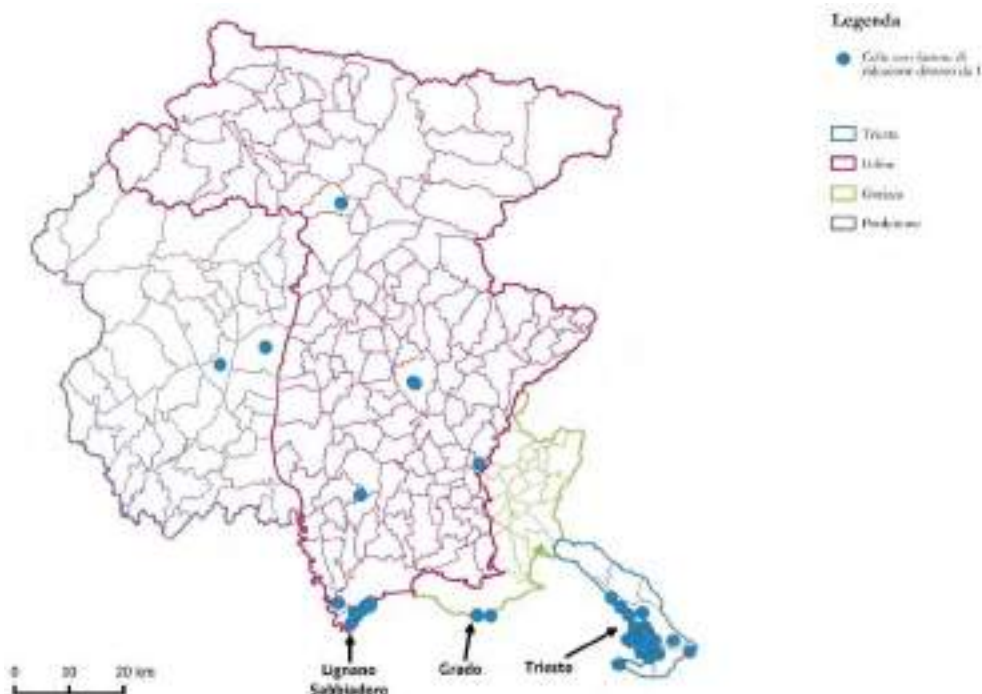 Legenda
Trieste
Udine
Gorizia
Pordenone
Lignano
Sabbiadoro
Grado
Trieste
0 10 20 km